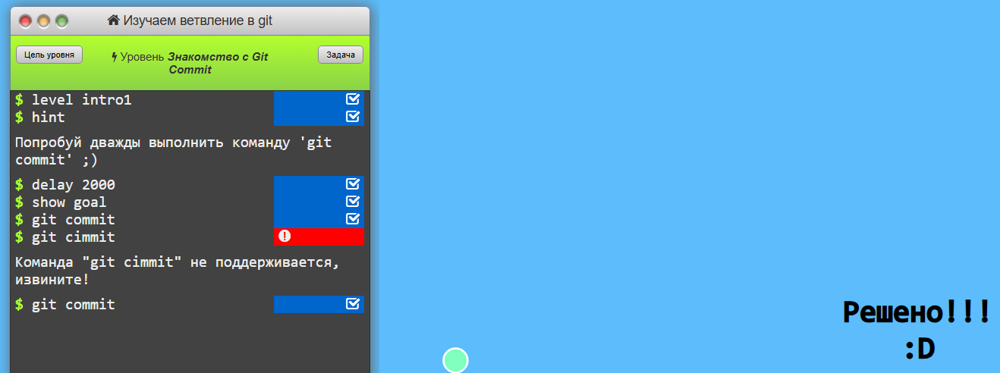 Изучаем ветвление в git
Цель уровня
Уровень Знакомство с Git
Commit
Задача
$ level intro1
$ hint
Попробуй дважды выполнить команду 'git
commit' ;)
$ delay 2000
$ show goal
$ git commit
$ git cimmit
Команда "git cimmit" не поддерживается,
извините!
$ git commit
Решено!!!
:D